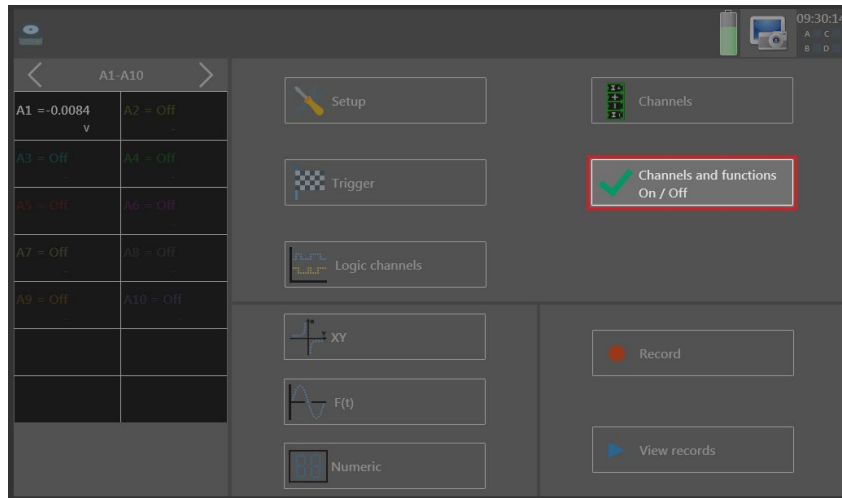 09:30:14
A C
B D
A1-A10
A1 =-0.0084
V
A2 = Off
-
A3 = Off
-
A4 = Off
-
A5 = Off
-
A6 = Off
-
A7 = Off
-
A8 = Off
-
A9 = Off
-
A10 = Off
-
Setup
Channels
Trigger
Channels and functions
On / Off
Logic channels
XY
F(t)
Numeric
Record
View records